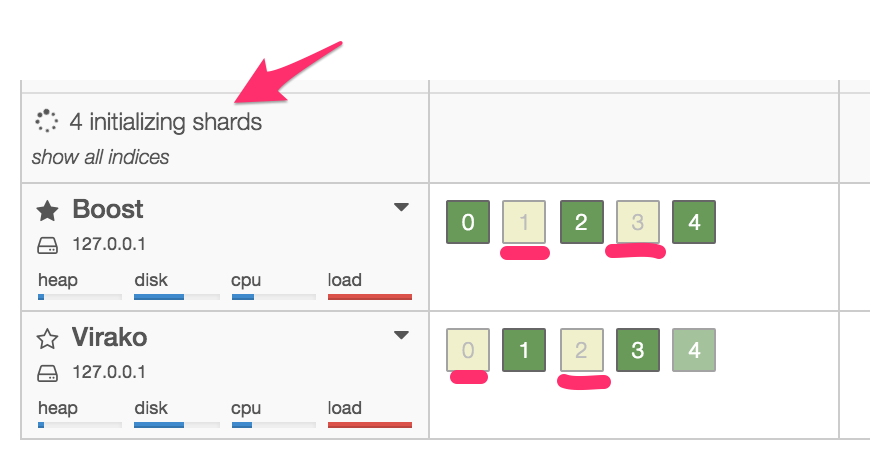 4 initializing shards
show all indices
Boost
0 1 2 3 4
127.0.0.1
heap disk cpu load
Virako
0 1 2 3 4
127.0.0.1
heap disk cpu load